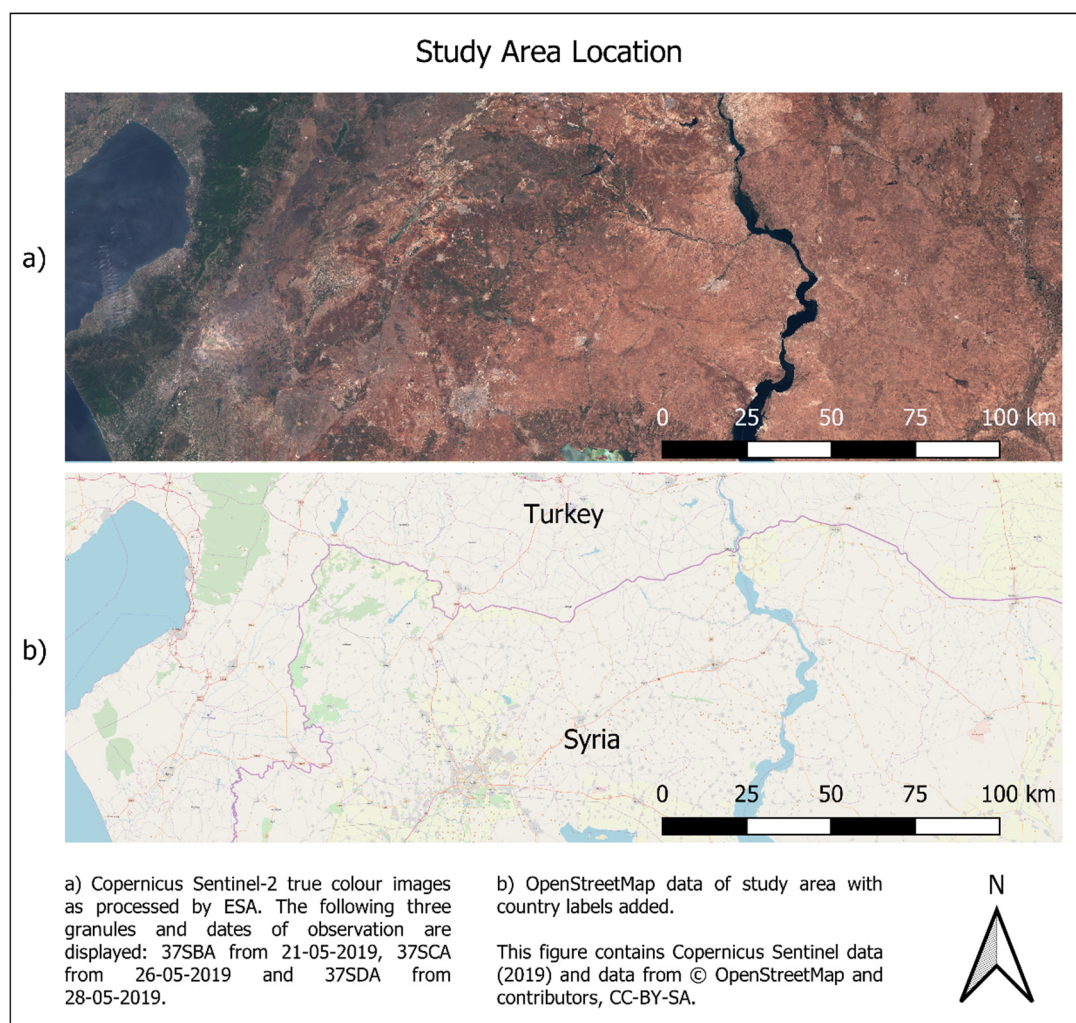 Study Area Location
a)
0 25 50 75 100 km
Turkey
b)
Syria
0 25 50 75 100 km
a) Copernicus Sentinel-2 true colour images
as processed by ESA. The following three
granules and dates of observation are
displayed: 37SBA from 21-05-2019, 37SCA
from 26-05-2019 and 37SDA from
28-05-2019.
b) OpenStreetMap data of study area with
country labels added.
This figure contains Copernicus Sentinel data
(2019) and data from © OpenStreetMap and
contributors, CC-BY-SA.
N